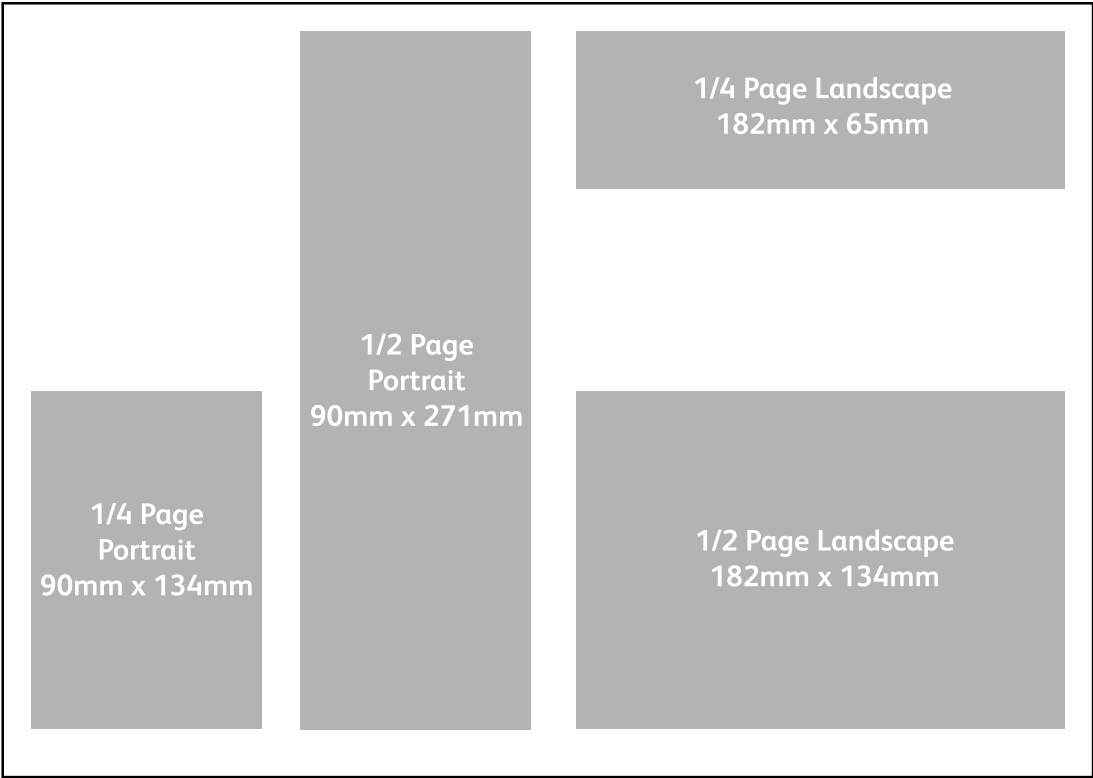 1/4 Page Landscape
182mm x 65mm
1/2 Page
Portrait
90mm x 271mm
1/4 Page
Portrait
90mm x 134mm
1/2 Page Landscape
182mm x 134mm